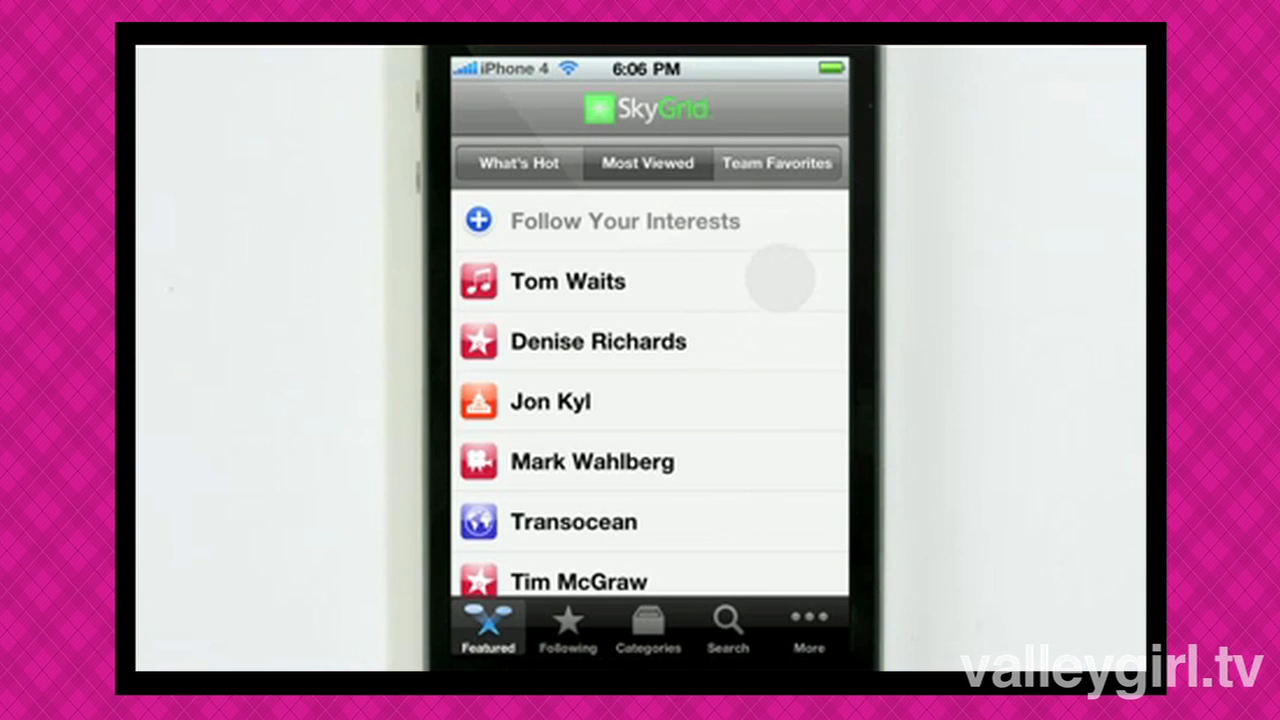 iPhone 4 6:06 PM
SkyGrid
What's Hot Most Viewed Team Favorites
Follow Your Interests
Tom Waits
Denise Richards
Jon Kyl
Mark Wahlberg
Transocean
Tim McGraw
Featured Following Categories Search More
valleygirl.tv